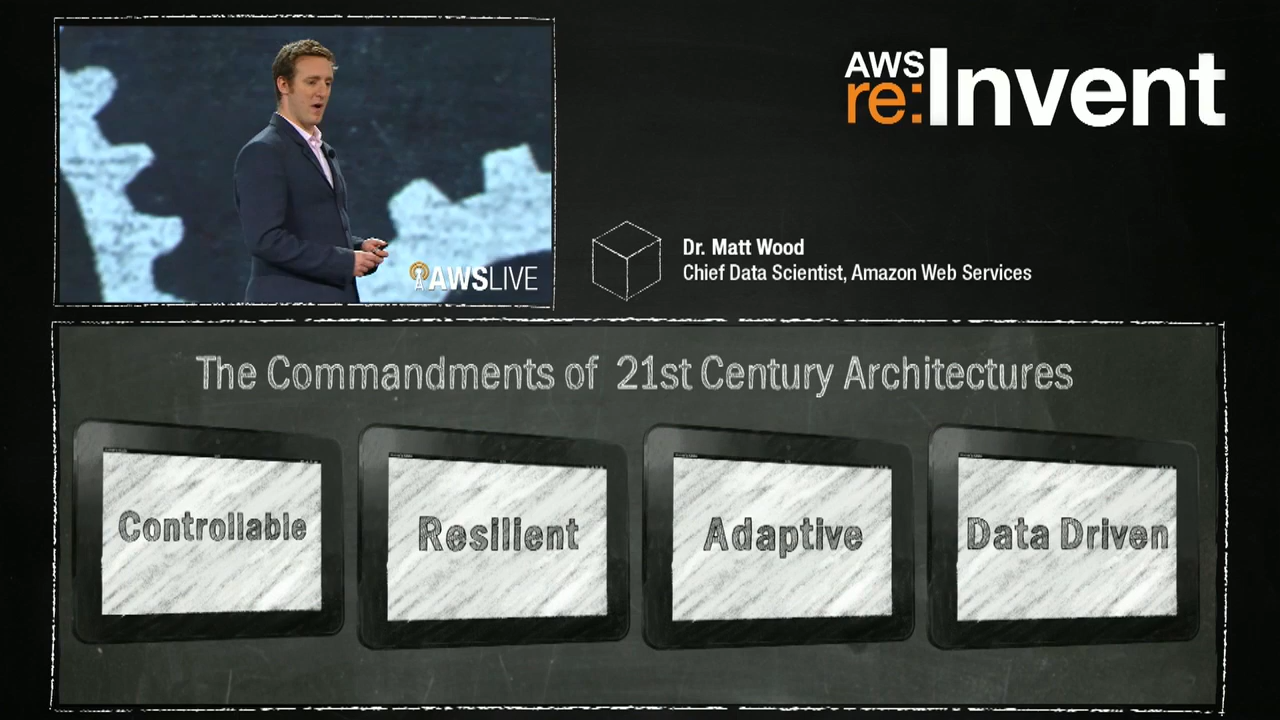 AWS
re:Invent
AWSLIVE
Dr. Matt Wood
Chief Data Scientist, Amazon Web Services
The Commandments of 21st Century Architectures
Controllable
Resilient
Adaptive
Data Driven